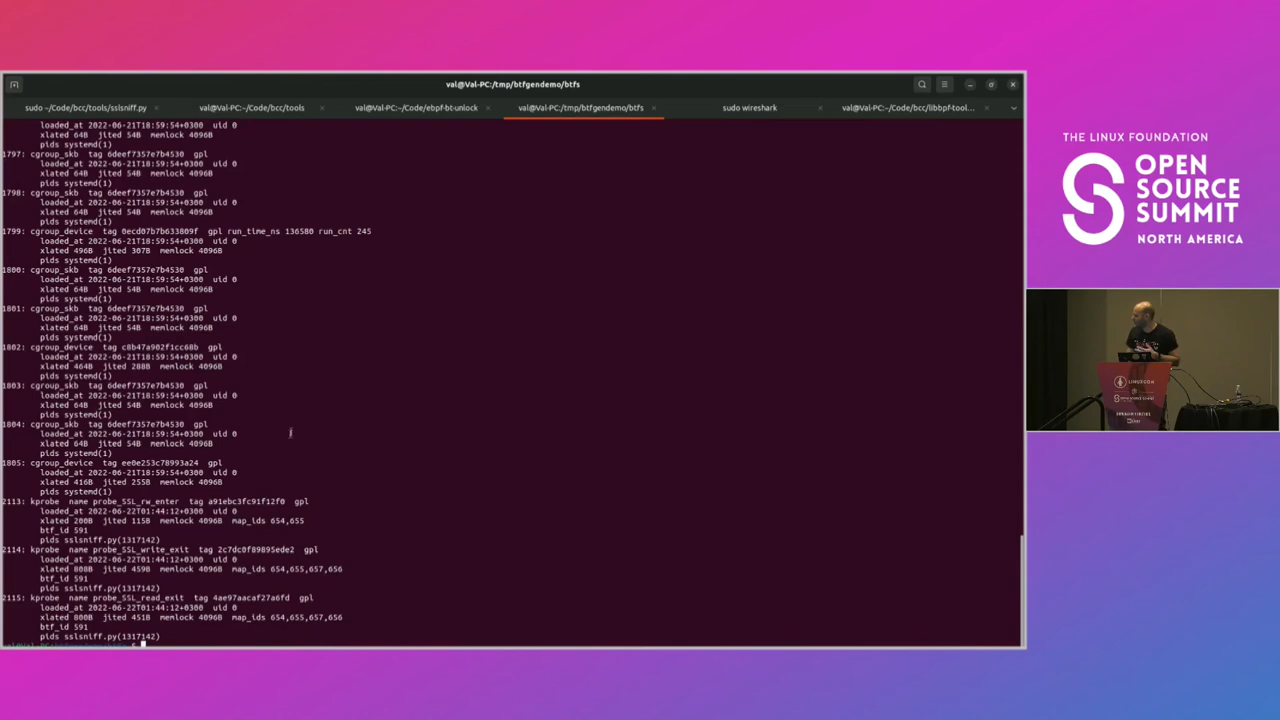 val@Val-PC:/tmp/btfgendemo/btfs
sudo ~/Code/bcc/tools/sslsniff.py
val@Val-PC:~/Code/bcc/tools
val@Val-PC:~/Code/ebpf-bt-unlock
val@Val-PC:/tmp/btfgendemo/btfs
sudo wireshark
val@Val-PC:~/Code/bcc/libbpf-tool...
loaded_at 2022-06-21T18:59:54+0300 uid 0
xlated 64B jited 54B memlock 4096B
pids systemd(1)
1797: cgroup_skb tag 6deef7357e7b4530 gpl
loaded_at 2022-06-21T18:59:54+0300 uid 0
xlated 64B jited 54B memlock 4096B
pids systemd(1)
1798: cgroup_skb tag 6deef7357e7b4530 gpl
loaded_at 2022-06-21T18:59:54+0300 uid 0
xlated 64B jited 54B memlock 4096B
pids systemd(1)
1799: cgroup_device tag 0ecd07b7b633809f gpl run_time_ns 136580 run_cnt 245
loaded_at 2022-06-21T18:59:54+0300 uid 0
xlated 496B jited 307B memlock 4096B
pids systemd(1)
1800: cgroup_skb tag 6deef7357e7b4530 gpl
loaded_at 2022-06-21T18:59:54+0300 uid 0
xlated 64B jited 54B memlock 4096B
pids systemd(1)
1801: cgroup_skb tag 6deef7357e7b4530 gpl
loaded_at 2022-06-21T18:59:54+0300 uid 0
xlated 64B jited 54B memlock 4096B
pids systemd(1)
1802: cgroup_device tag c8b47a902f1cc68b gpl
loaded_at 2022-06-21T18:59:54+0300 uid 0
xlated 464B jited 288B memlock 4096B
pids systemd(1)
1803: cgroup_skb tag 6deef7357e7b4530 gpl
loaded_at 2022-06-21T18:59:54+0300 uid 0
xlated 64B jited 54B memlock 4096B
pids systemd(1)
1804: cgroup_skb tag 6deef7357e7b4530 gpl
loaded_at 2022-06-21T18:59:54+0300 uid 0
xlated 64B jited 54B memlock 4096B
pids systemd(1)
1805: cgroup_device tag ee0e253c78993a24 gpl
loaded_at 2022-06-21T18:59:54+0300 uid 0
xlated 416B jited 255B memlock 4096B
pids systemd(1)
2113: kprobe name probe_SSL_rw_enter tag a91ebc3fc91f12f0 gpl
loaded_at 2022-06-22T01:44:12+0300 uid 0
xlated 200B jited 115B memlock 4096B map_ids 654,655
btf_id 591
pids sslsniff.py(1317142)
2114: kprobe name probe_SSL_write_exit tag 2c7dc0f89895ede2 gpl
loaded_at 2022-06-22T01:44:12+0300 uid 0
xlated 808B jited 459B memlock 4096B map_ids 654,655,657,656
btf_id 591
pids sslsniff.py(1317142)
2115: kprobe name probe_SSL_read_exit tag 4ae97aacaf27a6fd gpl
loaded_at 2022-06-22T01:44:12+0300 uid 0
xlated 800B jited 451B memlock 4096B map_ids 654,655,657,656
btf_id 591
pids sslsniff.py(1317142)
THE LINUX FOUNDATION
OPEN
SOURCE
SUMMIT
NORTH AMERICA
LINUXCON